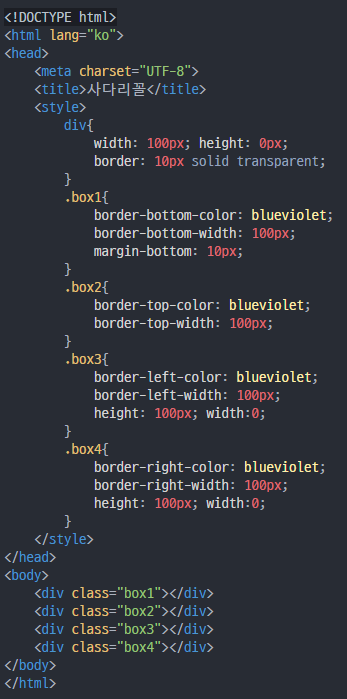 <!DOCTYPE html>
<html lang="ko">
<head>
    <meta charset="UTF-8">
    <title>사다리꼴</title>
    <style>
        div{
            width: 100px; height: 0px;
            border: 10px solid transparent;
        }
        .box1{
            border-bottom-color: blueviolet;
            border-bottom-width: 100px;
            margin-bottom: 10px;
        }
        .box2{
            border-top-color: blueviolet;
            border-top-width: 100px;
        }
        .box3{
            border-left-color: blueviolet;
            border-left-width: 100px;
            height: 100px; width:0;
        }
        .box4{
            border-right-color: blueviolet;
            border-right-width: 100px;
            height: 100px; width:0;
        }
    </style>
</head>
<body>
    <div class="box1"></div>
    <div class="box2"></div>
    <div class="box3"></div>
    <div class="box4"></div>
</body>
</html>